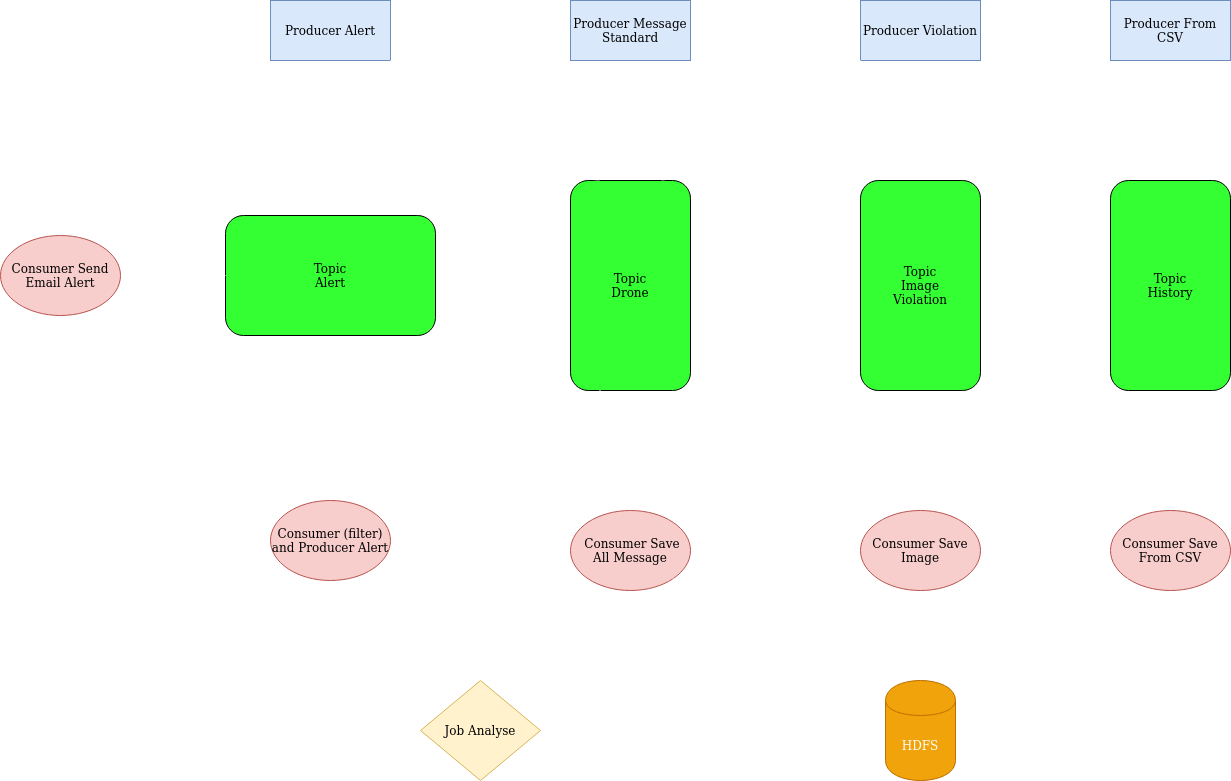 Producer Alert
Producer Message
Standard
Producer Violation
Producer From
CSV
Consumer Send
Email Alert
Topic
Alert
Topic
Drone
Topic
Image
Violation
Topic
History
Consumer (filter)
and Producer Alert
Consumer Save
All Message
Consumer Save
Image
Consumer Save
From CSV
Job Analyse
HDFS